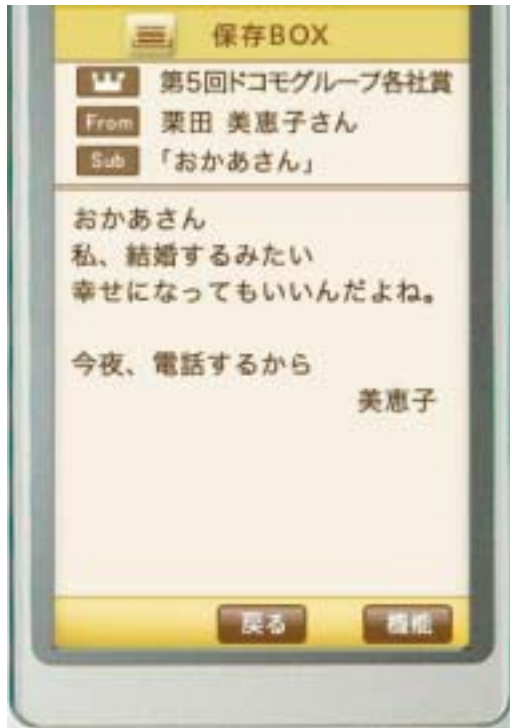 保存BOX
第5回ドコモグループ各社賞
From 栗田 美恵子さん
Sub 「おかあさん」
おかあさん
私、結婚するみたい
幸せになってもいいんだよね。
今夜、電話するから
美恵子
戻る 機能